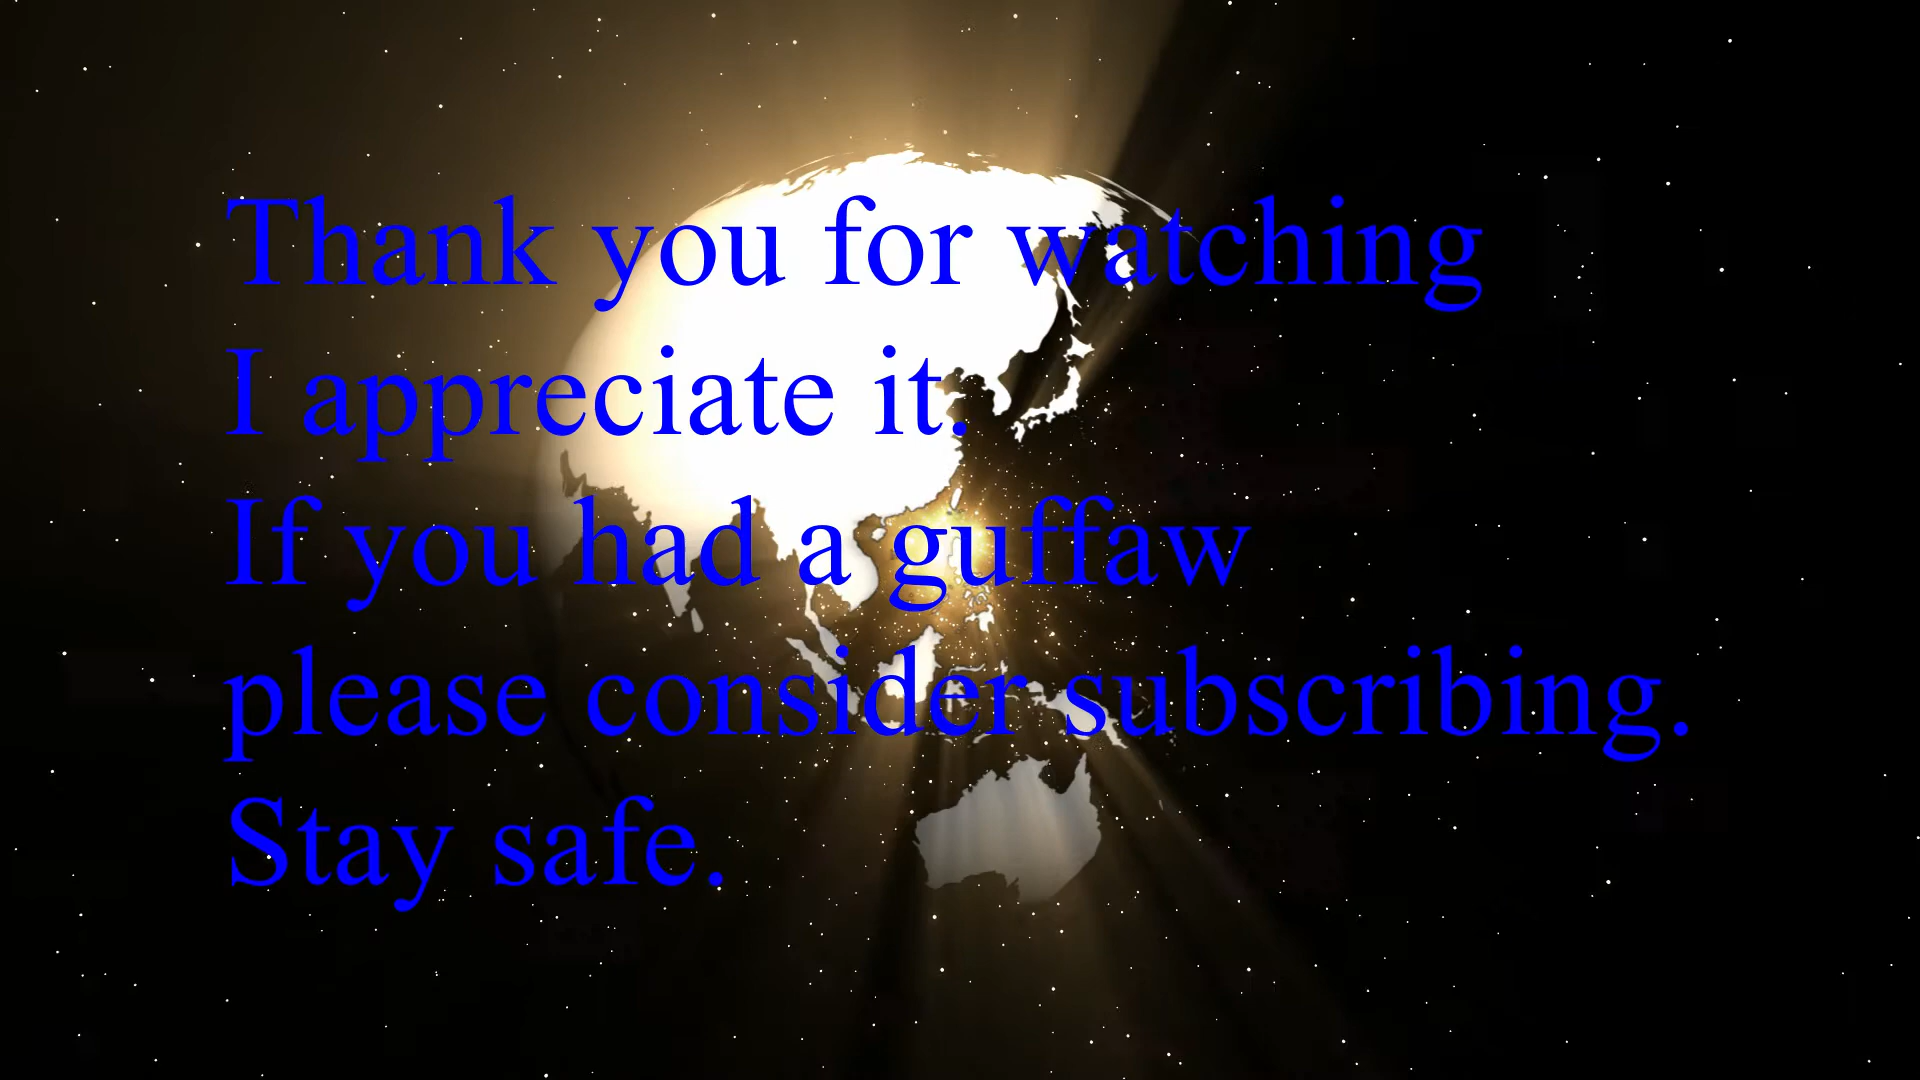 Thank you for watching
I appreciate it.
If you had a guffaw
please consider subscribing.
Stay safe.